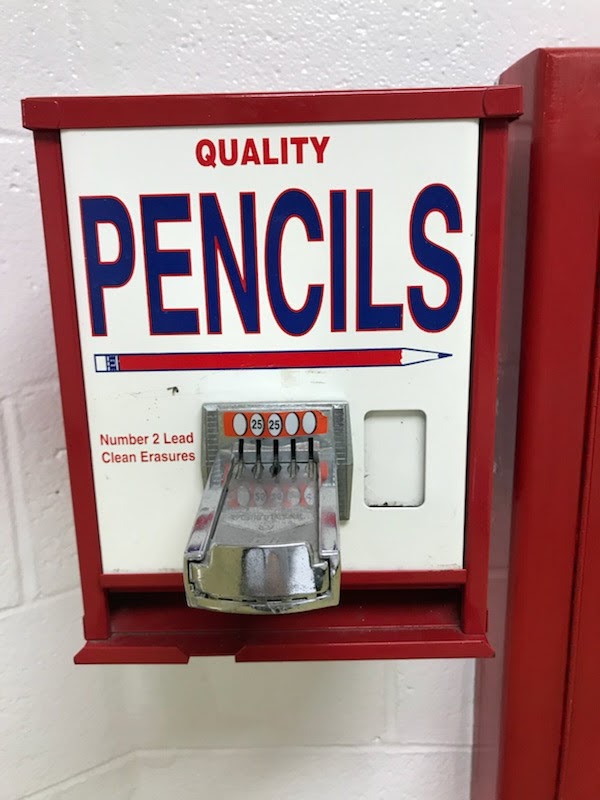 QUALITY
PENCILS
25 25
Number 2 Lead
Clean Erasures